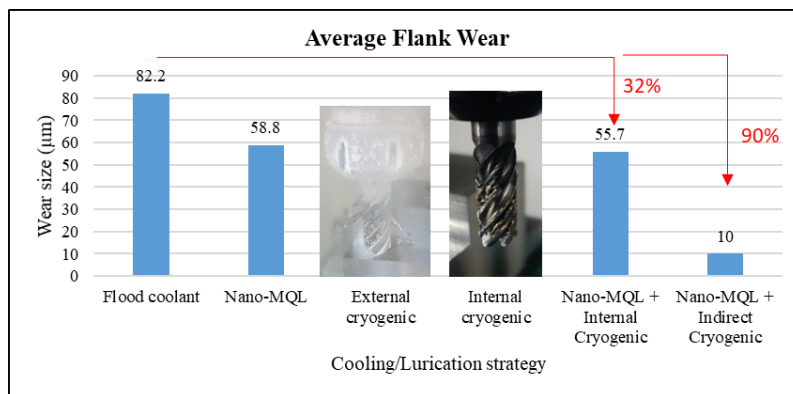 Average Flank Wear
Wear size (µm)
90
80
70
60
50
40
30
20
10
0
82.2
58.8
55.7
10
32%
90%
Flood coolant
Nano-MQL
External
cryogenic
Internal
cryogenic
Nano-MQL +
Internal
Cryogenic
Nano-MQL +
Indirect
Cryogenic
Cooling/Lurication strategy